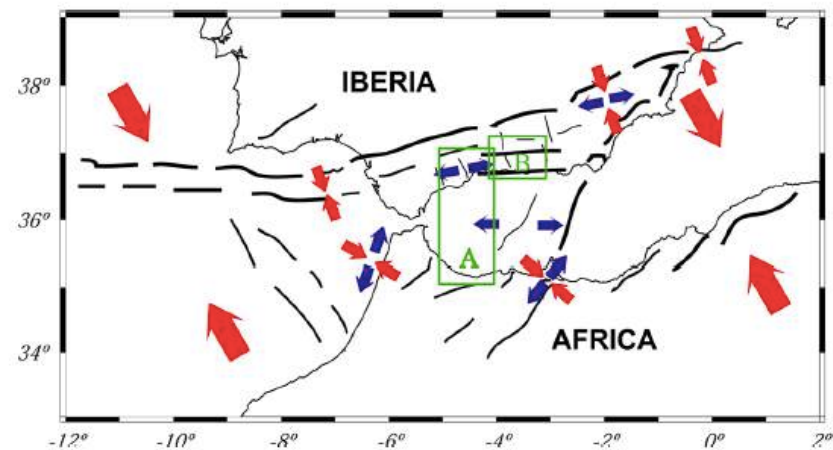 38º
IBERIA
B
36º
A
34º
AFRICA
-12º -10º -8º -6º -4º -2º 0º 2º